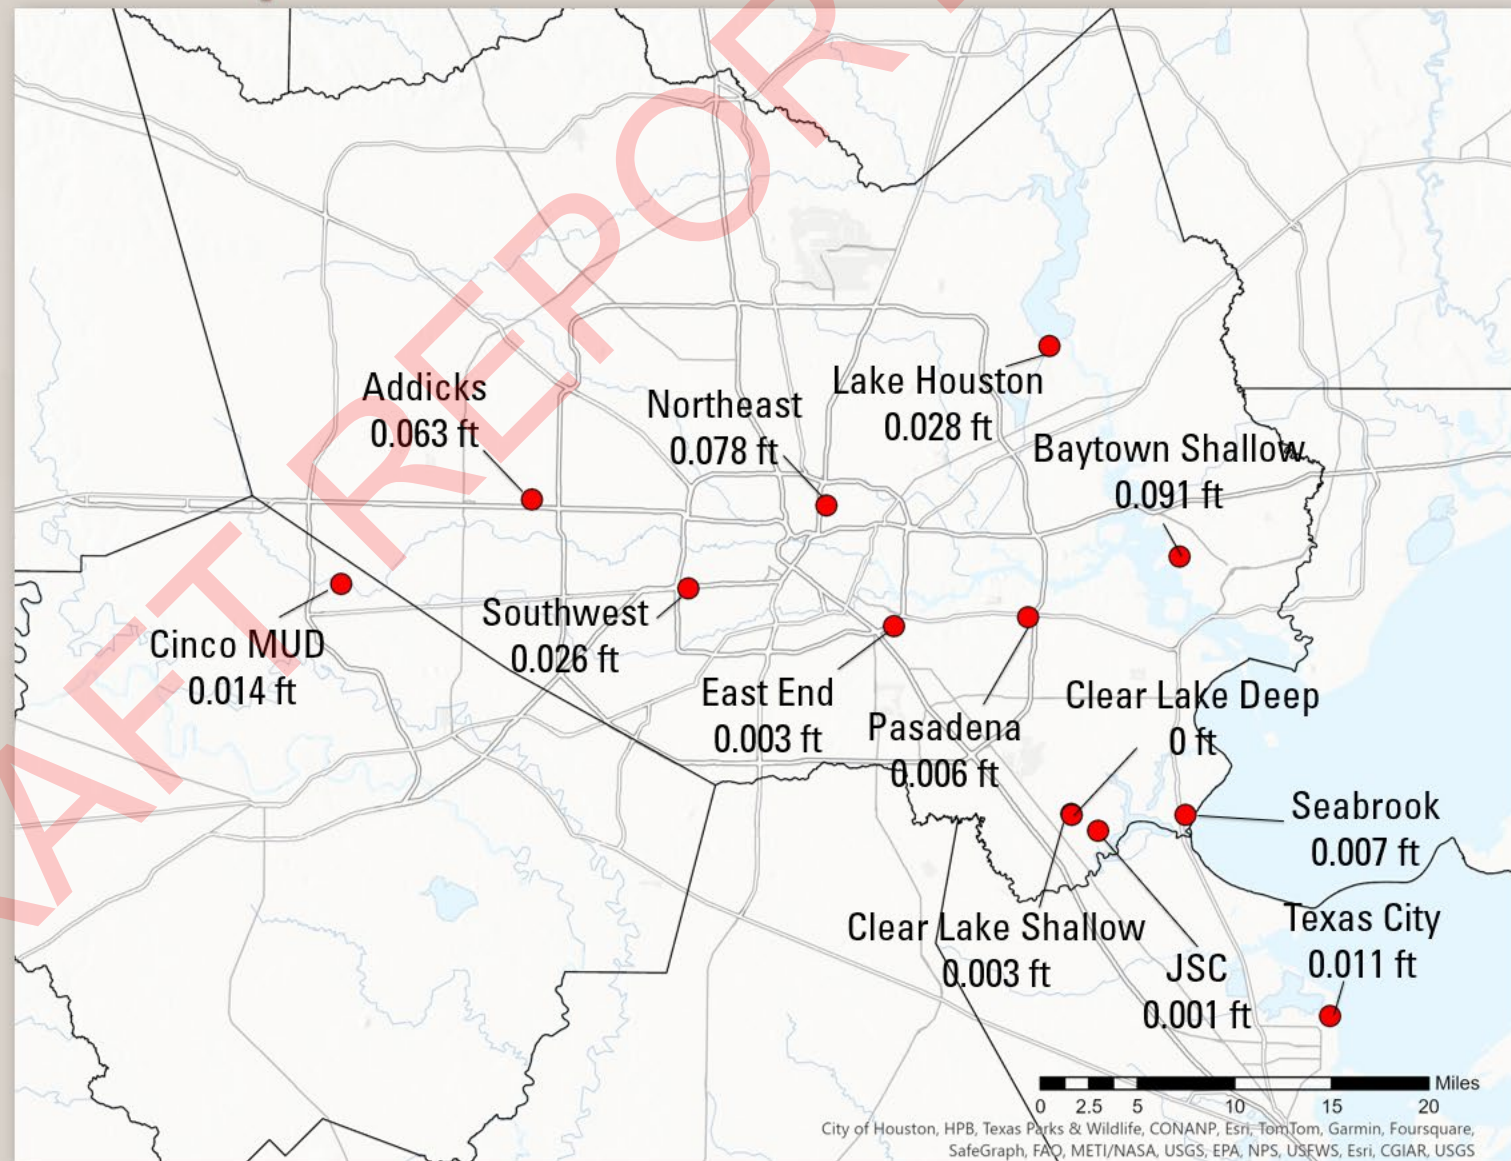 AFT REPOR
Addicks
0.063 ft
Northeast
0.078 ft
Lake Houston
0.028 ft
Baytown Shallow
0.091 ft
Cinco MUD
0.014 ft
Southwest
0.026 ft
East End
0.003 ft
Pasadena
0.006 ft
Clear Lake Deep
0 ft
Seabrook
0.007 ft
Clear Lake Shallow
0.003 ft
JSC
0.001 ft
Texas City
0.011 ft
Miles
0 2.5 5 10 15 20
City of Houston, HPB, Texas Parks & Wildlife, CONANP, Esri, TomTom, Garmin, Foursquare,
SafeGraph, FAO, METI/NASA, USGS, EPA, NPS, USFWS, Esri, CGIAR, USGS